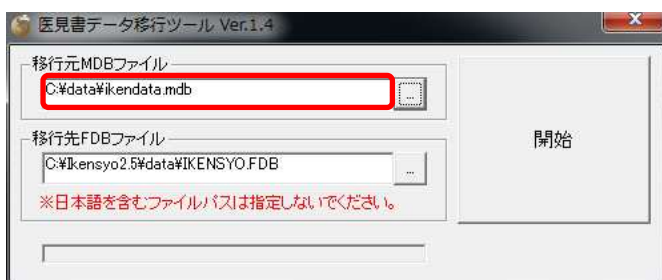 医見書データ移行ツール Ver.1.4
移行元MDBファイル
C:¥data¥ikendata.mdb
...
移行先FDBファイル
C:¥Ikensyo2.5¥data¥IKENSYO.FDB
...
※日本語を含むファイルパスは指定しないでください。
開始